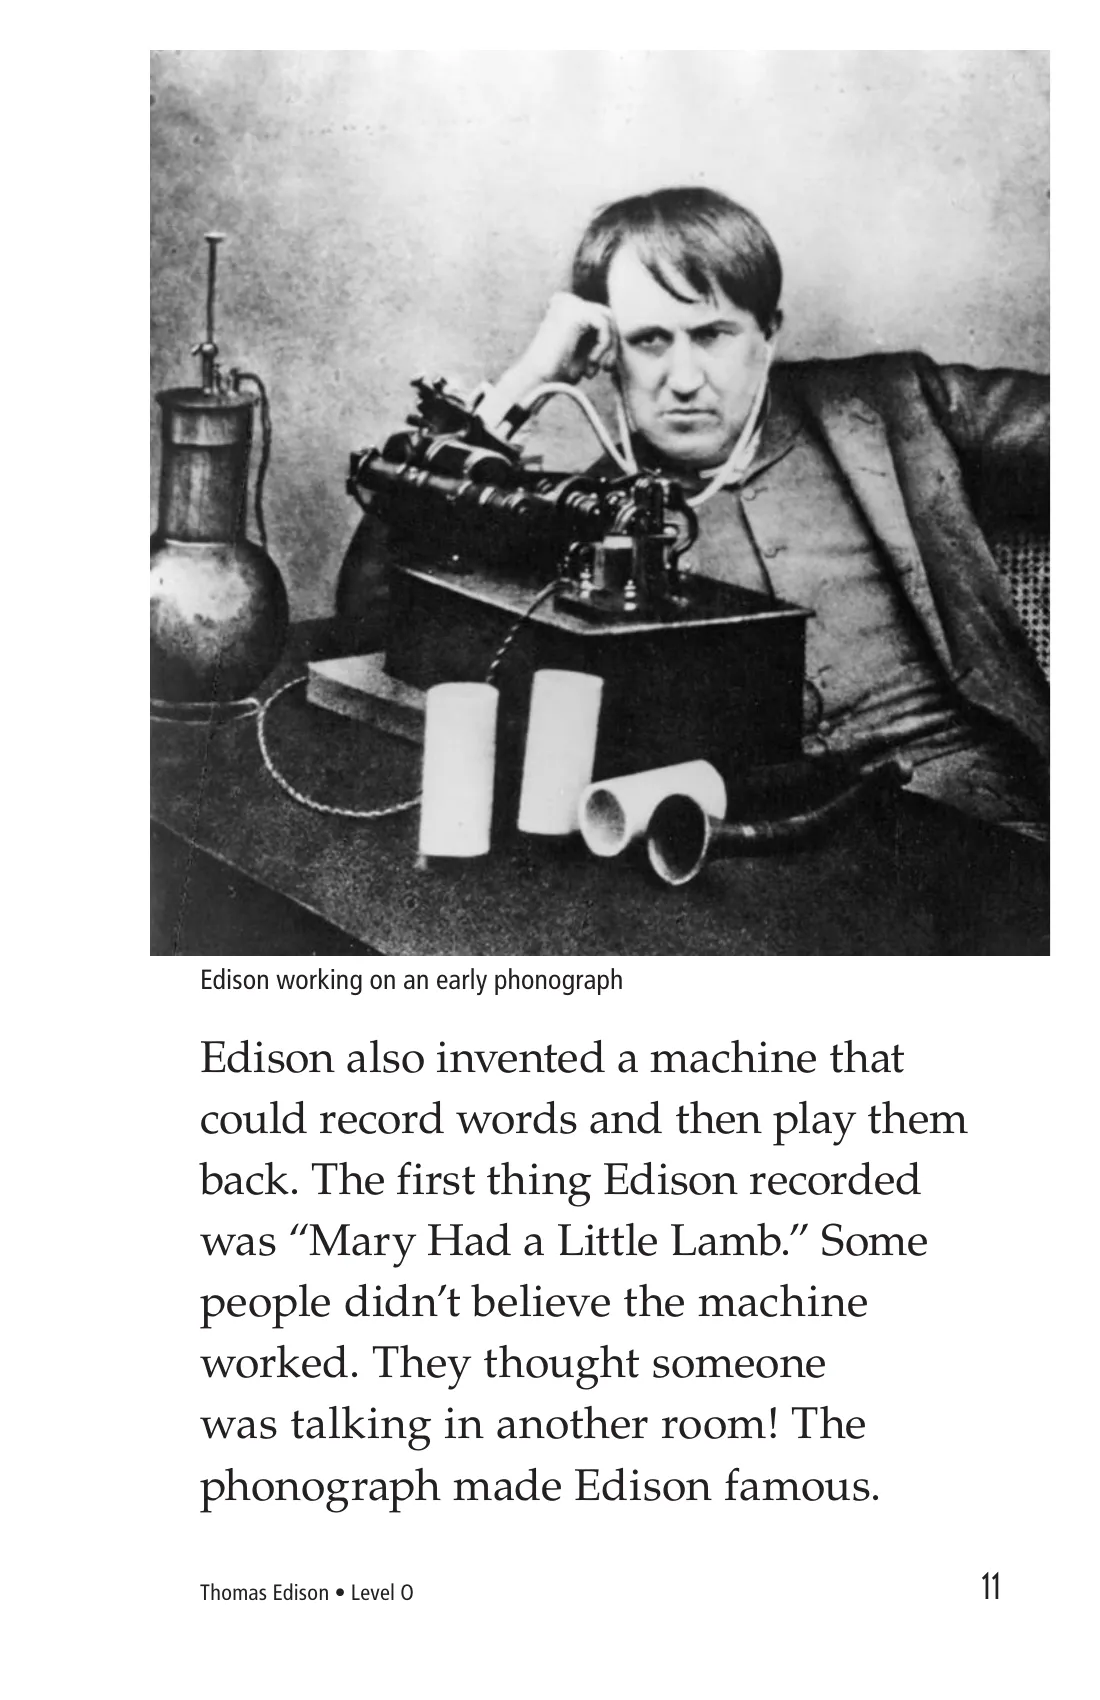 Edison working on an early phonograph
Edison also invented a machine that
could record words and then play them
back. The first thing Edison recorded
was “Mary Had a Little Lamb.” Some
people didn’t believe the machine
worked. They thought someone
was talking in another room! The
phonograph made Edison famous.
Thomas Edison • Level O
11